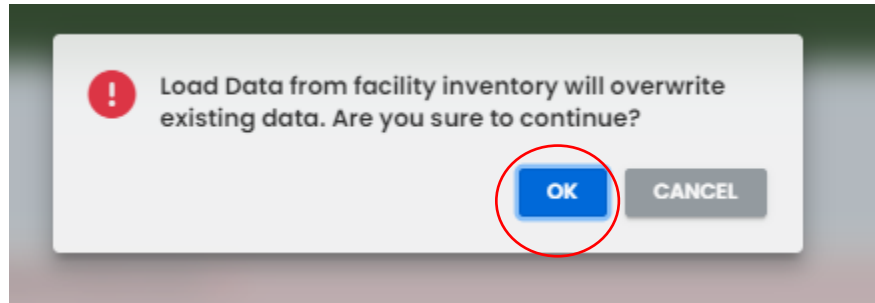 Load Data from facility inventory will overwrite
existing data. Are you sure to continue?
OK CANCEL